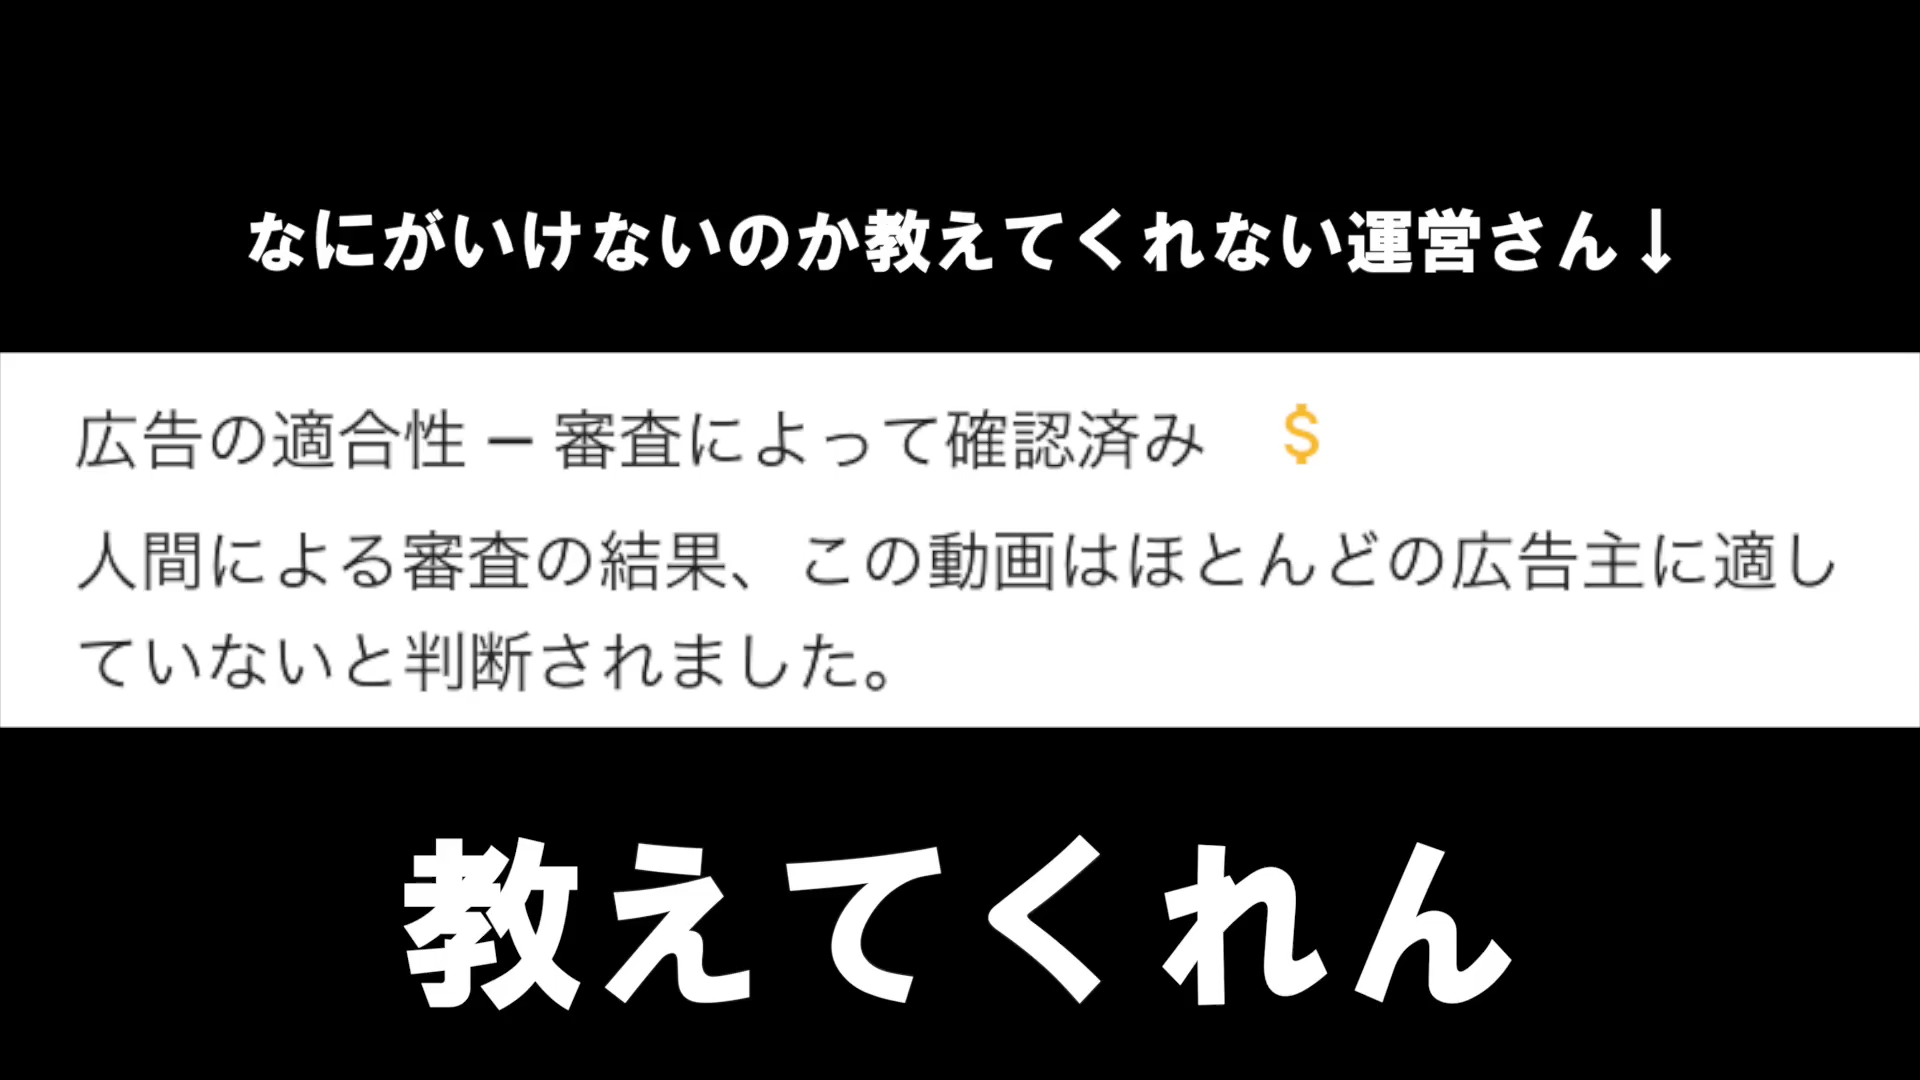 なにがいけないのか教えてくれない運営さん↓
広告の適合性 – 審査によって確認済み $
人間による審査の結果、この動画はほとんどの広告主に適し
ていないと判断されました。
教えてくれん